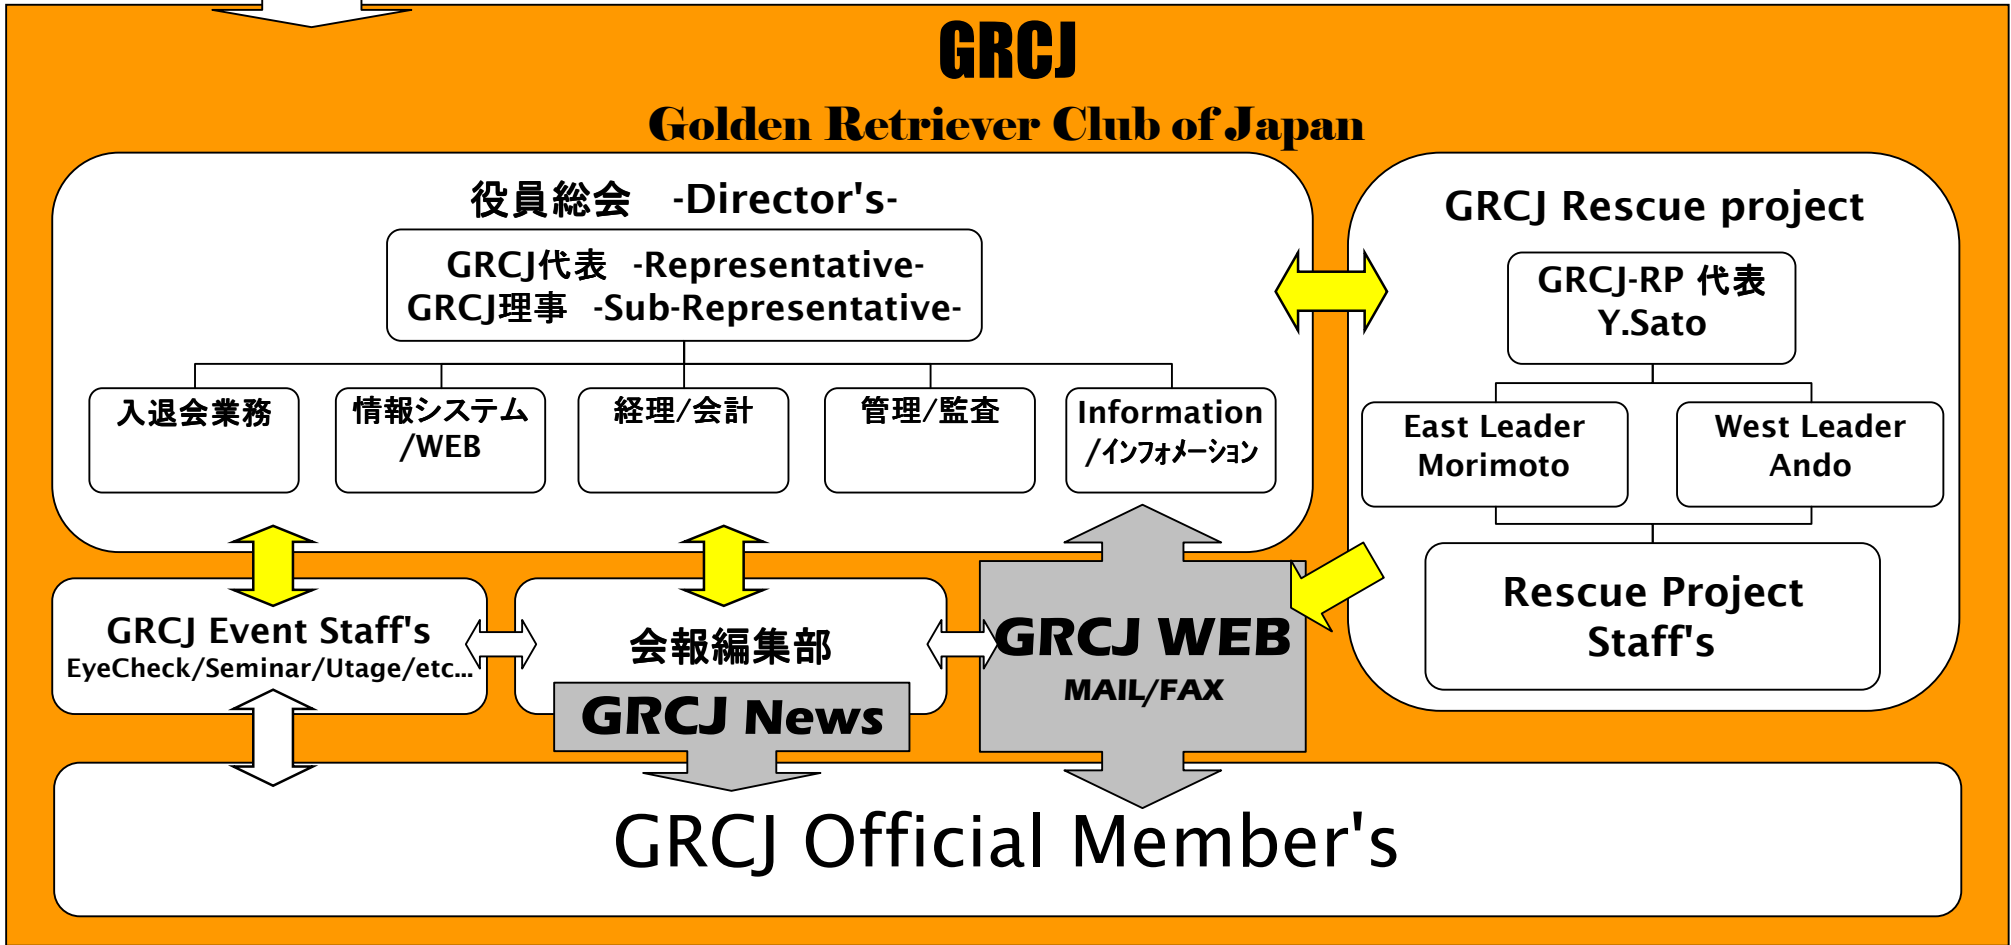 GRCJ
Golden Retriever Club of Japan
役員総会 -Director's-
GRCJ代表 -Representative-
GRCJ理事 -Sub-Representative-
入退会業務
情報システム
/WEB
経理/会計
管理/監査
Information
/インフォメーション
GRCJ Rescue project
GRCJ-RP 代表
Y.Sato
East Leader
Morimoto
West Leader
Ando
Rescue Project
Staff's
GRCJ Event Staff's
EyeCheck/Seminar/Utage/etc...
会報編集部
GRCJ News
GRCJ WEB
MAIL/FAX
GRCJ Official Member's